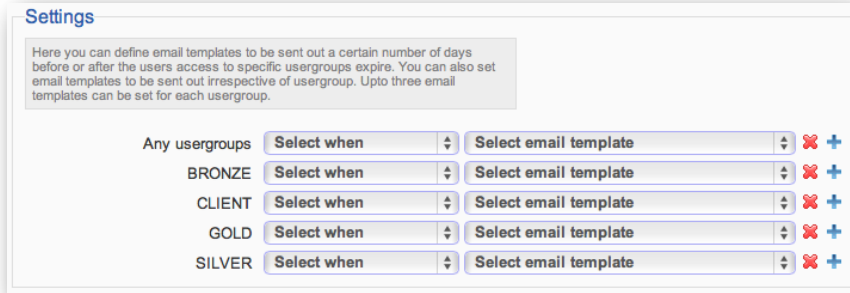 Settings
Here you can define email templates to be sent out a certain number of days
before or after the users access to specific usergroups expire. You can also set
email templates to be sent out irrespective of usergroup. Upto three email
templates can be set for each usergroup.
Any usergroups Select when Select email template
BRONZE Select when Select email template
CLIENT Select when Select email template
GOLD Select when Select email template
SILVER Select when Select email template